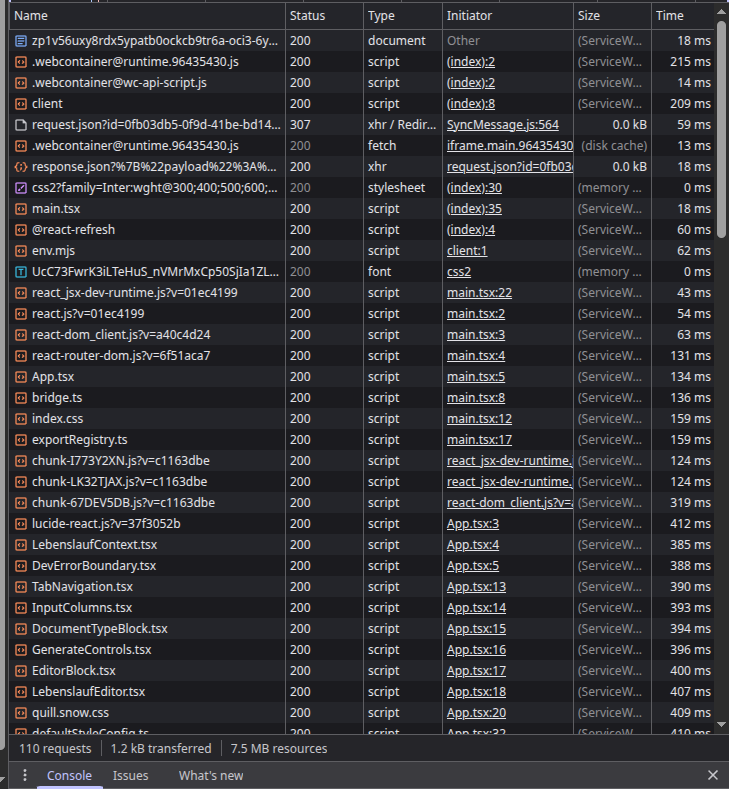 Name Status Type Initiator Size Time
zp1v56uxy8rdx5ypatb0ockcb9tr6a-oci3-6y... 200 document Other (ServiceW... 18 ms
.webcontainer@runtime.96435430.js 200 script (index):2 (ServiceW... 215 ms
.webcontainer@wc-api-script.js 200 script (index):2 (ServiceW... 14 ms
client 200 script (index):8 (ServiceW... 209 ms
request.json?id=0fb03db5-0f9d-41be-bd14... 307 xhr / Redir... SyncMessage.js:564 0.0 kB 59 ms
.webcontainer@runtime.96435430.js 200 fetch iframe.main.96435430 (disk cache) 13 ms
response.json?%7B%22payload%22%3A%... 200 xhr request.json?id=0fb03 0.0 kB 18 ms
css2?family=Inter:wght@300;400;500;600;... 200 stylesheet (index):30 (memory ... 0 ms
main.tsx 200 script (index):35 (ServiceW... 18 ms
@react-refresh 200 script (index):4 (ServiceW... 60 ms
env.mjs 200 script client:1 (ServiceW... 62 ms
UcC73FwrK3iLTeHuS_nVMrMxCp50SjIa1ZL... 200 font css2 (memory ... 0 ms
react_jsx-dev-runtime.js?v=01ec4199 200 script main.tsx:22 (ServiceW... 43 ms
react.js?v=01ec4199 200 script main.tsx:2 (ServiceW... 54 ms
react-dom_client.js?v=a40c4d24 200 script main.tsx:3 (ServiceW... 63 ms
react-router-dom.js?v=6f51aca7 200 script main.tsx:4 (ServiceW... 131 ms
App.tsx 200 script main.tsx:5 (ServiceW... 134 ms
bridge.ts 200 script main.tsx:8 (ServiceW... 136 ms
index.css 200 script main.tsx:12 (ServiceW... 159 ms
exportRegistry.ts 200 script main.tsx:17 (ServiceW... 159 ms
chunk-I773Y2XN.js?v=c1163dbe 200 script react_jsx-dev-runtime. (ServiceW... 124 ms
chunk-LK32TJAX.js?v=c1163dbe 200 script react_jsx-dev-runtime. (ServiceW... 124 ms
chunk-67DEV5DB.js?v=c1163dbe 200 script react-dom_client.js?v=a (ServiceW... 319 ms
lucide-react.js?v=37f3052b 200 script App.tsx:3 (ServiceW... 412 ms
LebenslaufContext.tsx 200 script App.tsx:4 (ServiceW... 385 ms
DevErrorBoundary.tsx 200 script App.tsx:5 (ServiceW... 388 ms
TabNavigation.tsx 200 script App.tsx:13 (ServiceW... 390 ms
InputColumns.tsx 200 script App.tsx:14 (ServiceW... 393 ms
DocumentTypeBlock.tsx 200 script App.tsx:15 (ServiceW... 394 ms
GenerateControls.tsx 200 script App.tsx:16 (ServiceW... 396 ms
EditorBlock.tsx 200 script App.tsx:17 (ServiceW... 400 ms
LebenslaufEditor.tsx 200 script App.tsx:18 (ServiceW... 407 ms
quill.snow.css 200 script App.tsx:20 (ServiceW... 409 ms
defaultStyleConfig.ts 200 script App.tsx:32 (ServiceW... 410 ms
110 requests 1.2 kB transferred 7.5 MB resources
Console Issues What's new